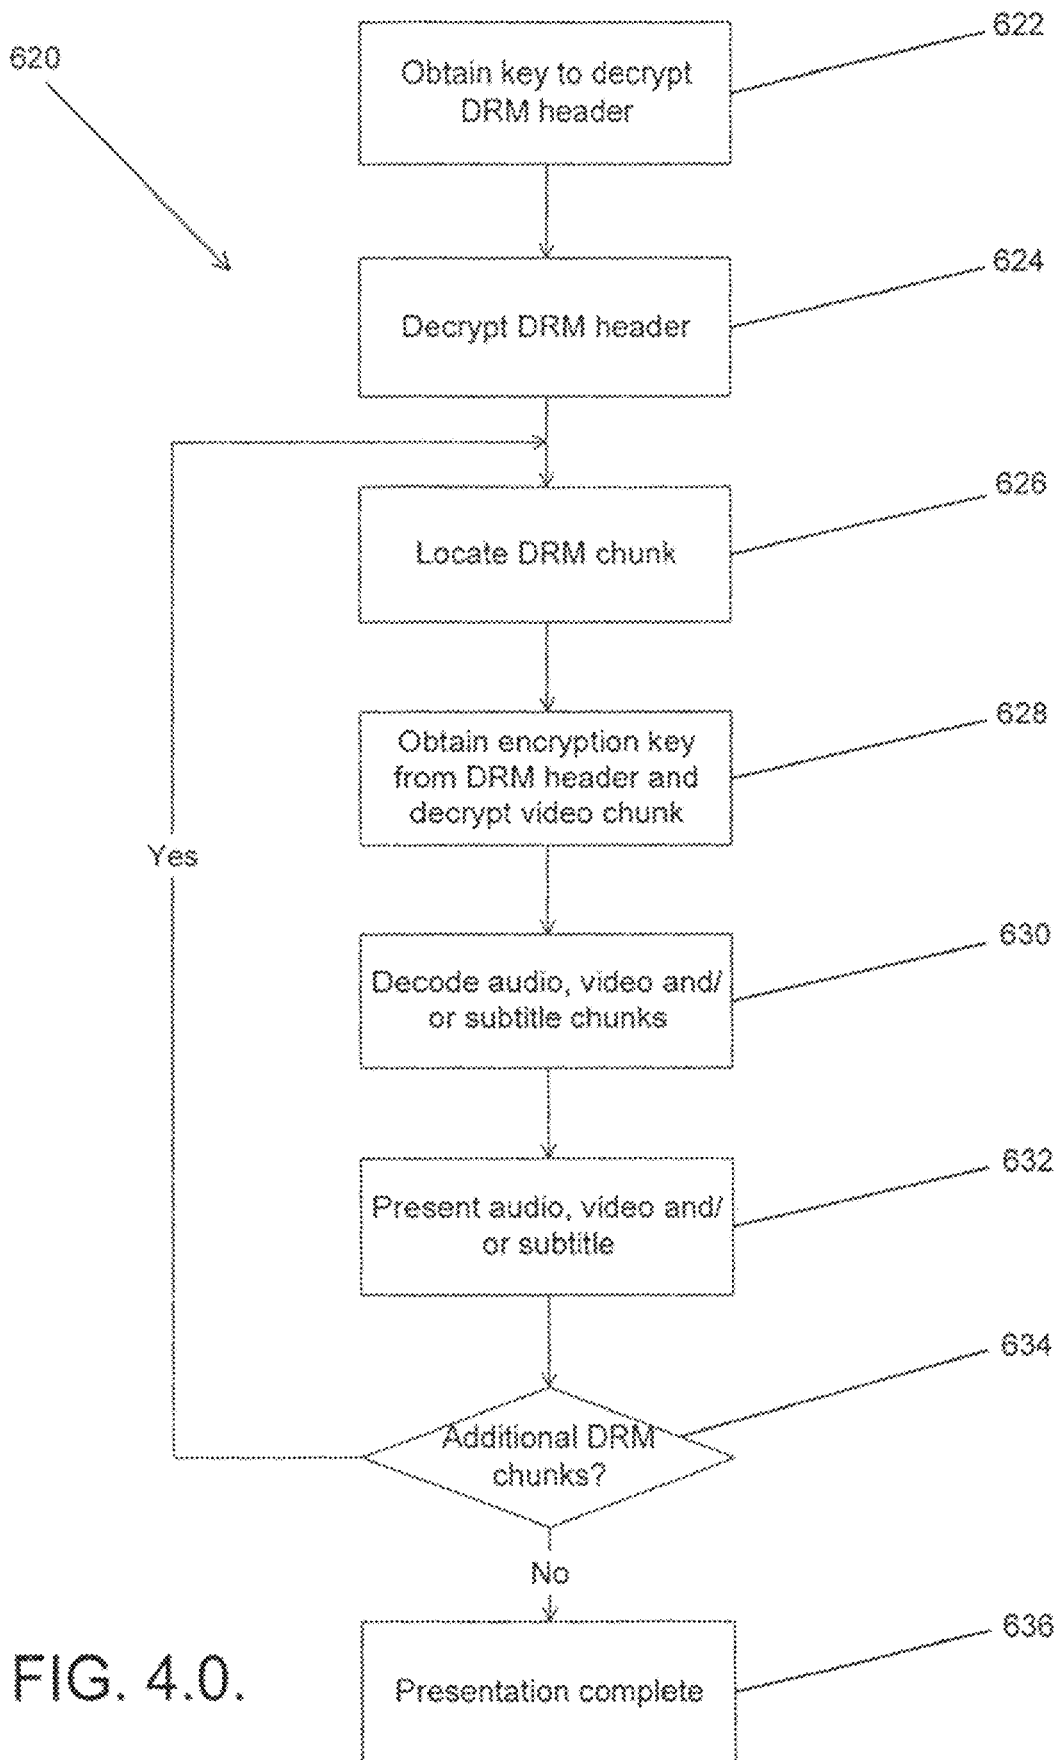 620
622
Obtain key to decrypt
DRM header
624
Decrypt DRM header
626
Locate DRM chunk
628
Obtain encryption key
from DRM header and
decrypt video chunk
Yes
630
Decode audio, video and/
or subtitle chunks
632
Present audio, video and/
or subtitle
634
Additional DRM
chunks?
No
636
Presentation complete
FIG. 4.0.